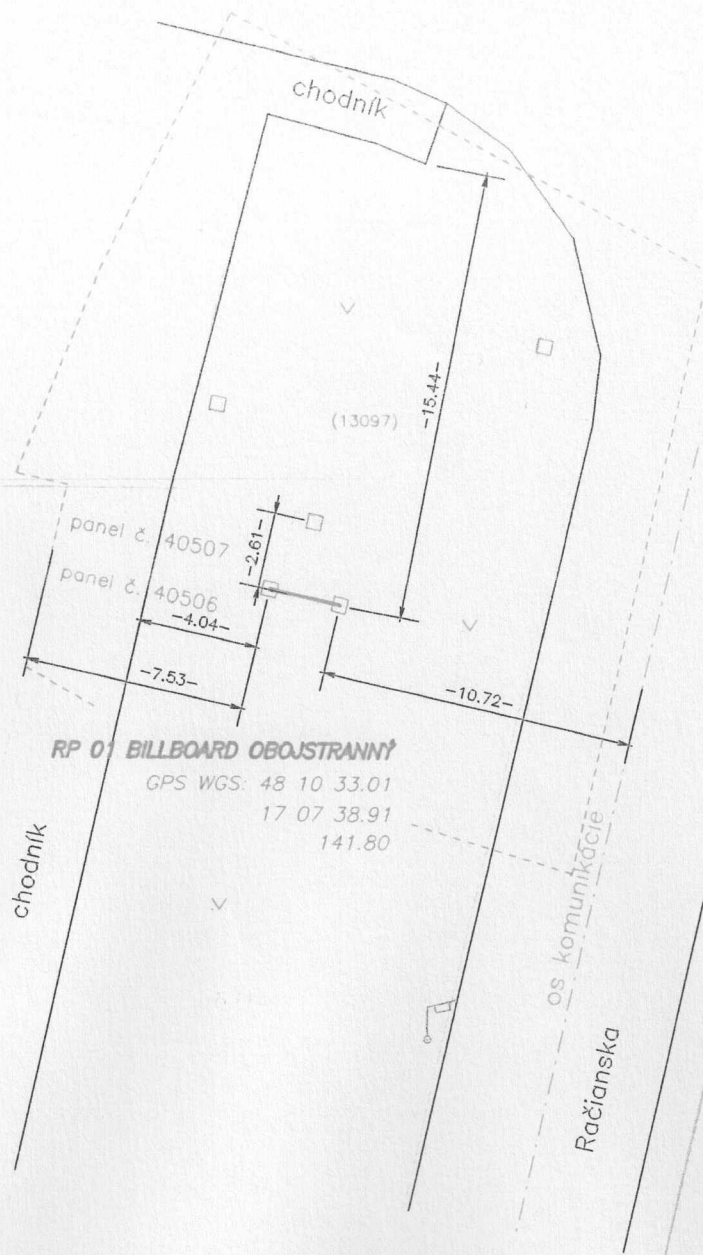 chodník
-15.44-
(13097)
panel č. 40507
-2.61-
panel č. 40506
-4.04-
-7.53-
-10.72-
RP 01 BILLBOARD OBOJSTRANNÝ
GPS WGS: 48 10 33.01
17 07 38.91
141.80
chodník
os komunikácie
Račianska